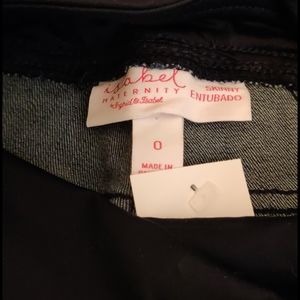 isabel
MATERNITY
by Ingrid & Isabel
SKINNY
ENTUBADO
0
MADE IN